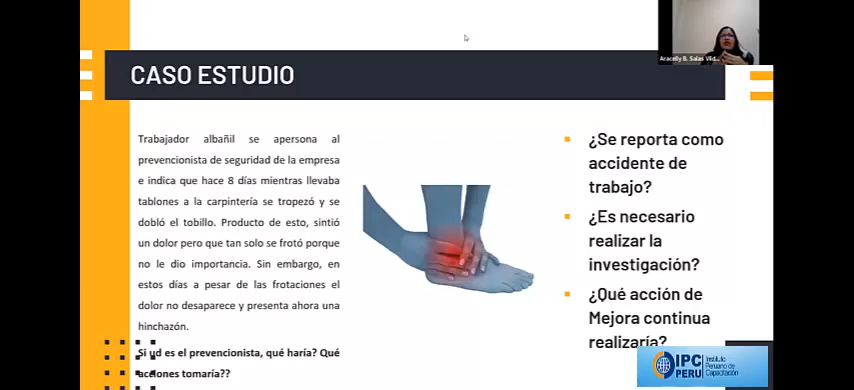 Aracelly B. Salas Vild...
CASO ESTUDIO
Trabajador albañil se apersona al
prevencionista de seguridad de la empresa
e indica que hace 8 días mientras llevaba
tablones a la carpintería se tropezó y se
dobló el tobillo. Producto de esto, sintió
un dolor pero que tan solo se frotó porque
no le dio importancia. Sin embargo, en
estos días a pesar de las frotaciones el
dolor no desaparece y presenta ahora una
hinchazón.
Si ud es el prevencionista, qué haría? Qué
acciones tomaría??
¿Se reporta como
accidente de
trabajo?
¿Es necesario
realizar la
investigación?
¿Qué acción de
Mejora continua
realizaría?
IPC
PERU
Instituto
Peruano de
Capacitación